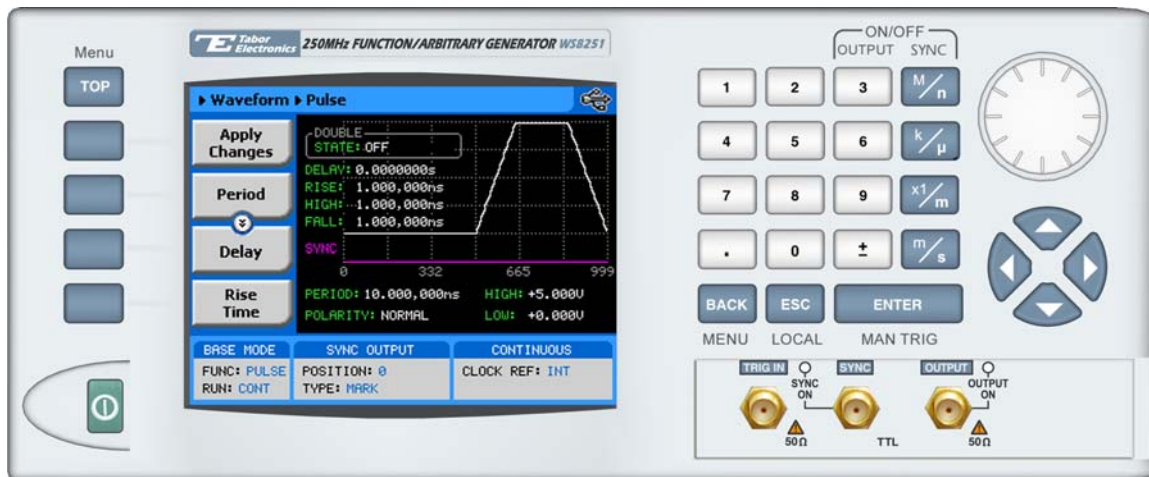 Menu
TOP
Tabor Electronics 250MHz FUNCTION/ARBITRARY GENERATOR WS8251
Waveform Pulse
Apply Changes
Period
Delay
Rise Time
DOUBLE
STATE: OFF
DELAY: 0.0000000s
RISE: 1.000,000ns
HIGH: 1.000,000ns
FALL: 1.000,000ns
SYNC
0 332 665 999
PERIOD: 10.000,000ns HIGH: +5.000V
POLARITY: NORMAL LOW: +0.000V
BASE MODE SYNC OUTPUT CONTINUOUS
FUNC: PULSE POSITION: 0 CLOCK REF: INT
RUN: CONT TYPE: MARK
ON/OFF
OUTPUT SYNC
1 2 3 M/n
4 5 6 k/µ
7 8 9 x1/m
. 0 ± m/s
BACK ESC ENTER
MENU LOCAL MAN TRIG
TRIG IN SYNC OUTPUT
SYNC ON
OUTPUT ON
50Ω TTL 50Ω